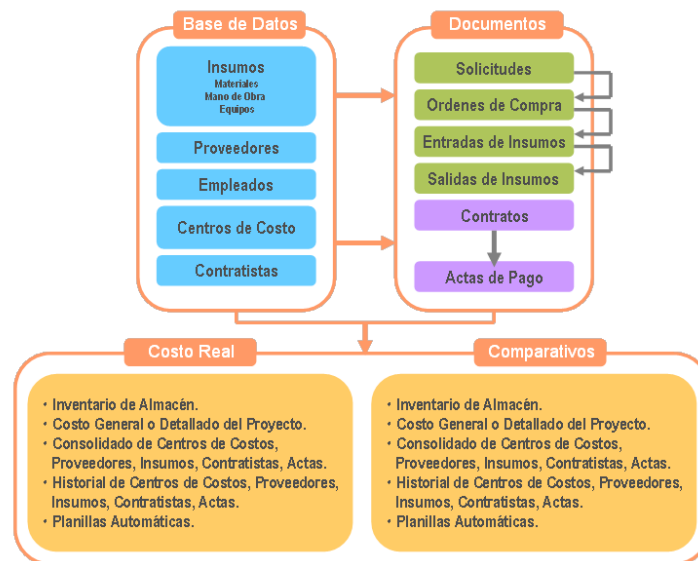 Base de Datos
Insumos
Materiales
Mano de Obra
Equipos
Proveedores
Empleados
Centros de Costo
Contratistas
Documentos
Solicitudes
Ordenes de Compra
Entradas de Insumos
Salidas de Insumos
Contratos
Actas de Pago
Costo Real
• Inventario de Almacén.
• Costo General o Detallado del Proyecto.
• Consolidado de Centros de Costos,
Proveedores, Insumos, Contratistas, Actas.
• Historial de Centros de Costos, Proveedores,
Insumos, Contratistas, Actas.
• Planillas Automáticas.
Comparativos
• Inventario de Almacén.
• Costo General o Detallado del Proyecto.
• Consolidado de Centros de Costos,
Proveedores, Insumos, Contratistas, Actas.
• Historial de Centros de Costos, Proveedores,
Insumos, Contratistas, Actas.
• Planillas Automáticas.